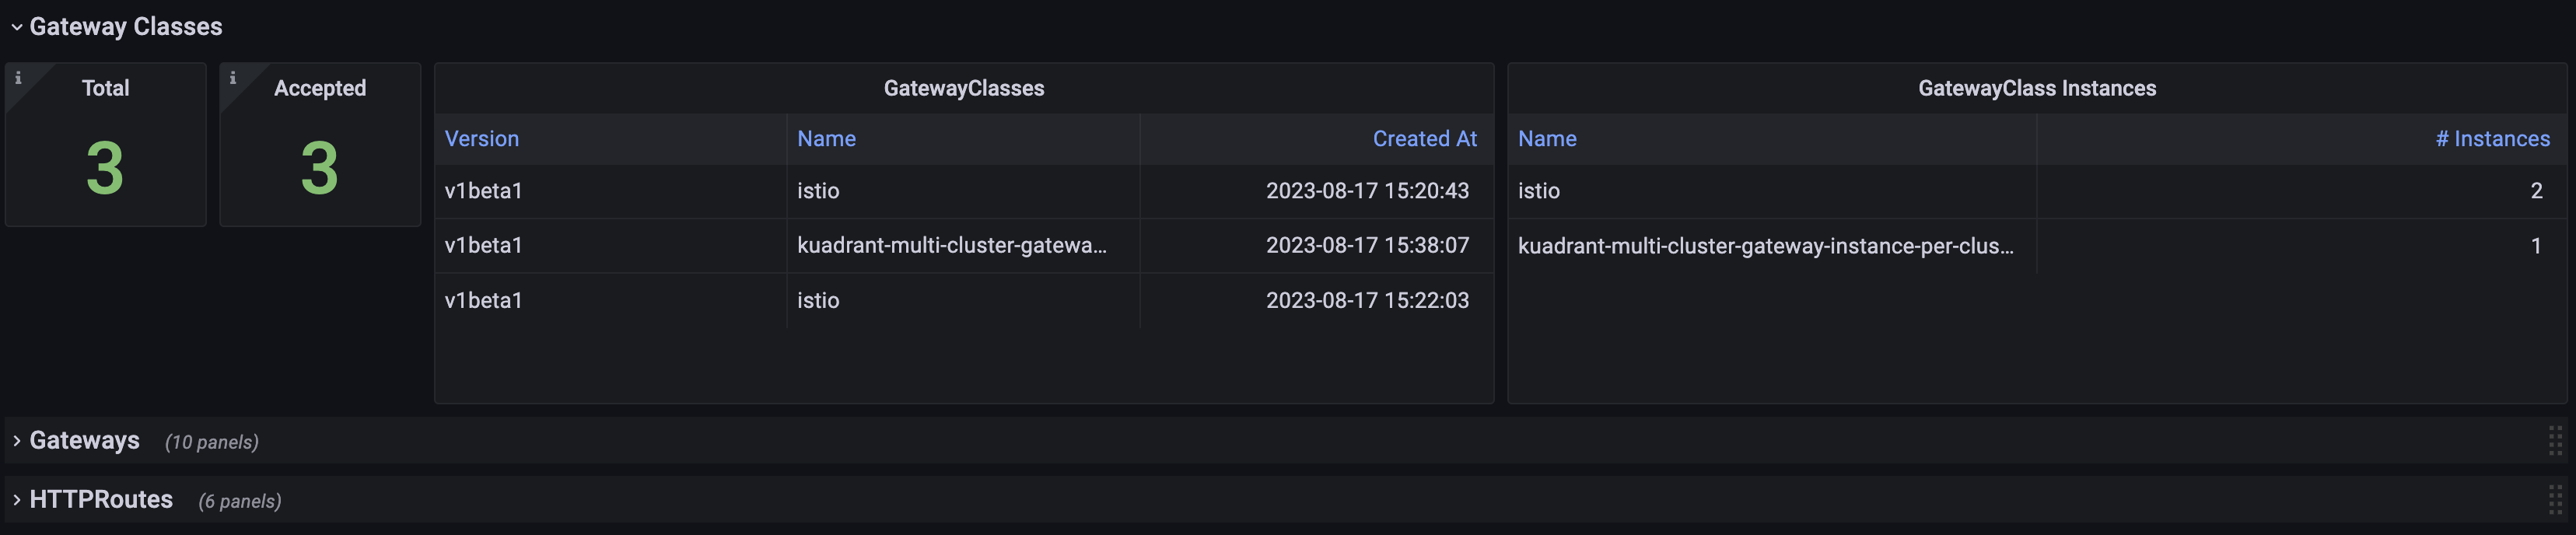 Gateway Classes
Total
3
Accepted
3
GatewayClasses
Version Name Created At
v1beta1 istio 2023-08-17 15:20:43
v1beta1 kuadrant-multi-cluster-gatewa... 2023-08-17 15:38:07
v1beta1 istio 2023-08-17 15:22:03
GatewayClass Instances
Name # Instances
istio 2
kuadrant-multi-cluster-gateway-instance-per-clus... 1
Gateways (10 panels)
HTTPRoutes (6 panels)